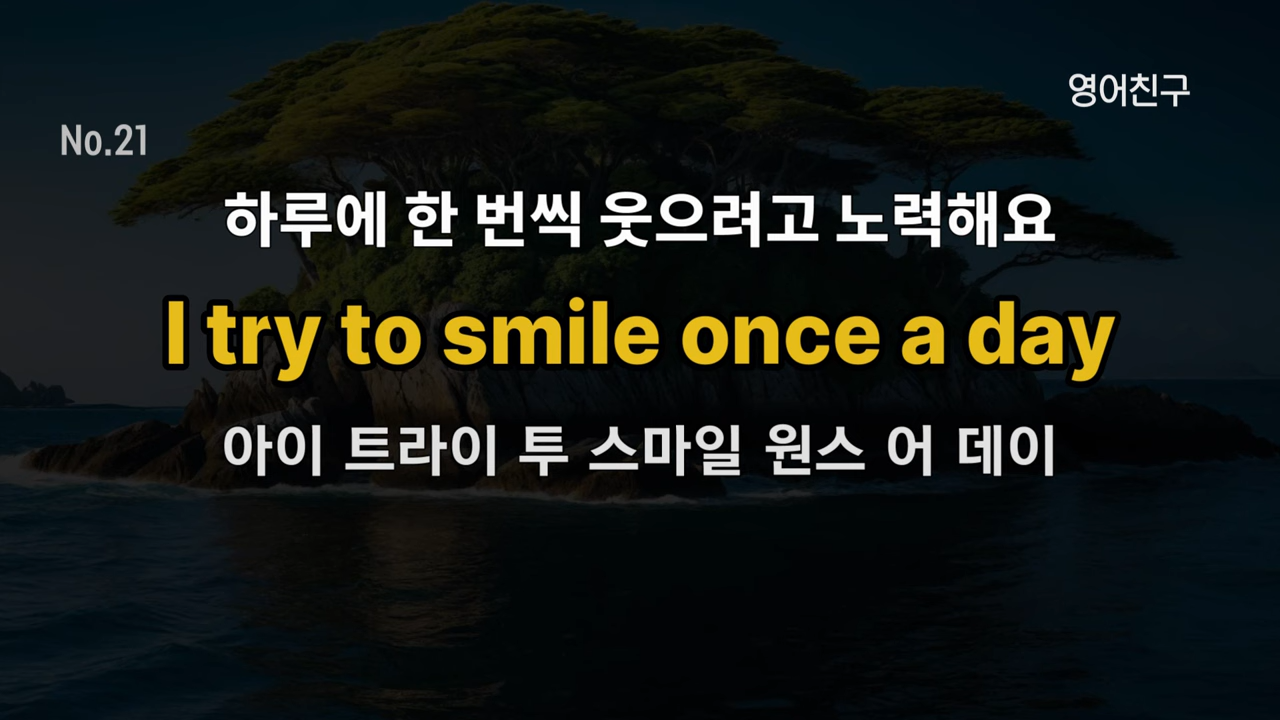 영어친구
No.21
하루에 한 번씩 웃으려고 노력해요
I try to smile once a day
아이 트라이 투 스마일 원스 어 데이